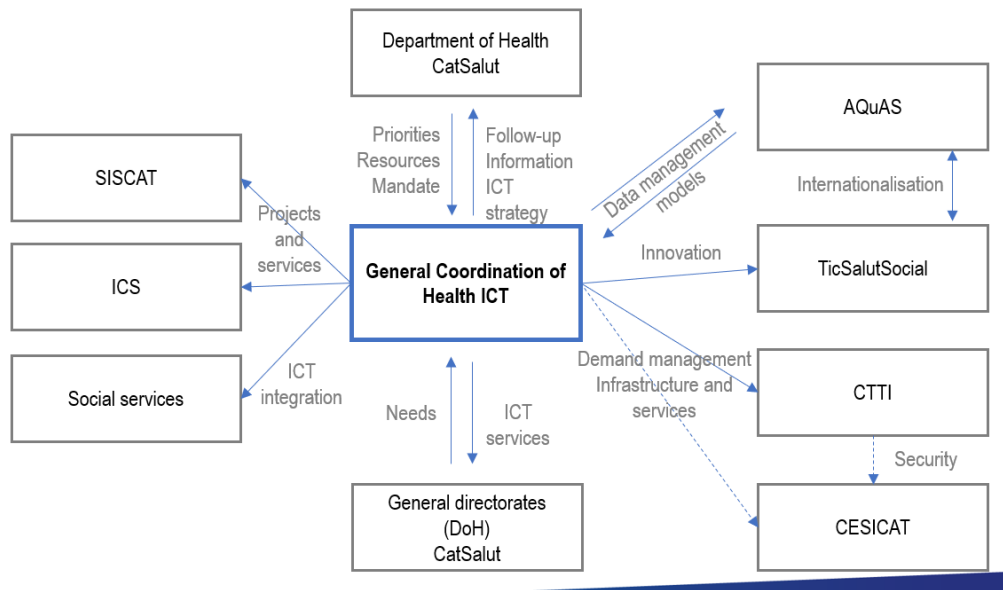 Department of Health
CatSalut
AQuAS
Priorities
Resources
Mandate
Follow-up
Information
ICT
strategy
Data management
models
SISCAT
Internationalisation
Projects
and
services
General Coordination of
Health ICT
Innovation
TicSalutSocial
ICS
Demand management
Infrastructure and
services
CTTI
Social services
ICT
integration
Needs
ICT
services
Security
General directorates
(DoH)
CatSalut
CESICAT